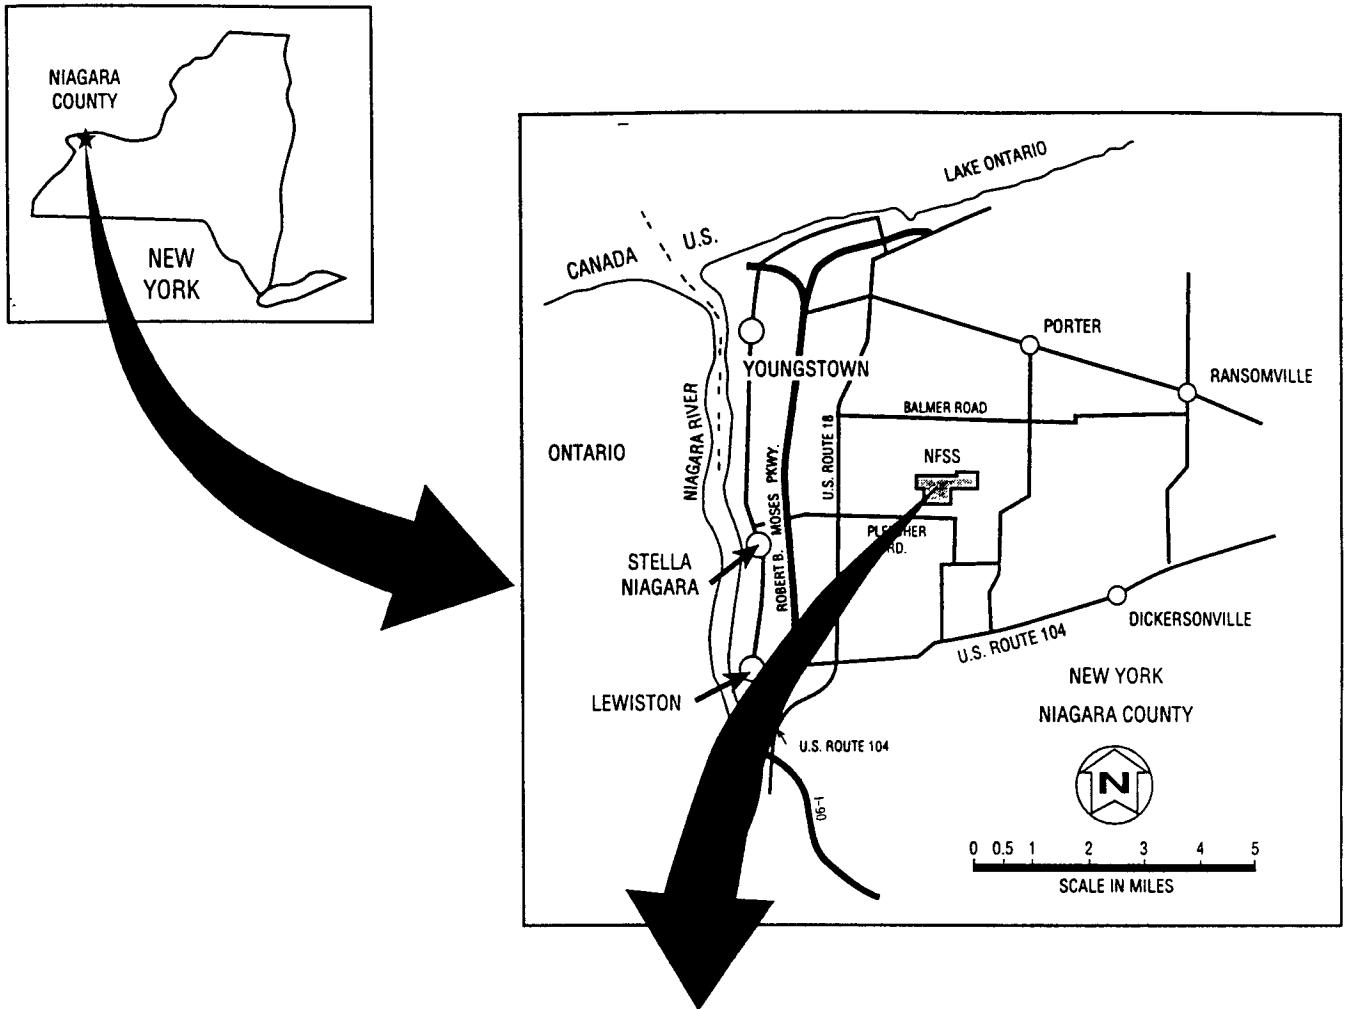 NIAGARA
COUNTY
NEW
YORK
LAKE ONTARIO
U.S.
CANADA
PORTER
YOUNGSTOWN
RANSOMVILLE
BALMER ROAD
NIAGARA RIVER
ONTARIO
U.S. ROUTE 18
NFSS
ROBERT B. MOSES PKWY.
RD.
STELLA
NIAGARA
DICKERSONVILLE
U.S. ROUTE 104
NEW YORK
LEWISTON
NIAGARA COUNTY
U.S. ROUTE 104
N
I-90
0 0.5 1 2 3 4 5
SCALE IN MILES